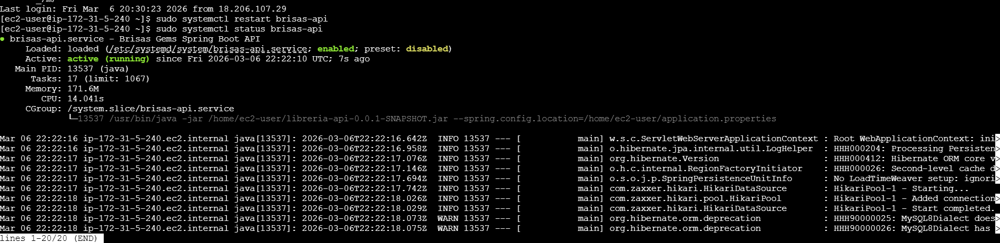 Last login: Fri Mar  6 20:30:23 2026 from 18.206.107.29
[ec2-user@ip-172-31-5-240 ~]$ sudo systemctl restart brisas-api
[ec2-user@ip-172-31-5-240 ~]$ sudo systemctl status brisas-api
● brisas-api.service - Brisas Gems Spring Boot API
     Loaded: loaded (/etc/systemd/system/brisas-api.service; enabled; preset: disabled)
     Active: active (running) since Fri 2026-03-06 22:22:10 UTC; 7s ago
   Main PID: 13537 (java)
      Tasks: 17 (limit: 1067)
     Memory: 171.6M
        CPU: 14.041s
     CGroup: /system.slice/brisas-api.service
             └─13537 /usr/bin/java -jar /home/ec2-user/libreria-api-0.0.1-SNAPSHOT.jar --spring.config.location=/home/ec2-user/application.properties
Mar 06 22:22:16 ip-172-31-5-240.ec2.internal java[13537]: 2026-03-06T22:22:16.642Z  INFO 13537 --- [           main] w.s.c.ServletWebServerApplicationContext : Root WebApplicationContext: ini>
Mar 06 22:22:16 ip-172-31-5-240.ec2.internal java[13537]: 2026-03-06T22:22:16.958Z  INFO 13537 --- [           main] o.hibernate.jpa.internal.util.LogHelper  : HHH000204: Processing Persisten>
Mar 06 22:22:17 ip-172-31-5-240.ec2.internal java[13537]: 2026-03-06T22:22:17.076Z  INFO 13537 --- [           main] org.hibernate.Version                    : HHH000412: Hibernate ORM core v>
Mar 06 22:22:17 ip-172-31-5-240.ec2.internal java[13537]: 2026-03-06T22:22:17.146Z  INFO 13537 --- [           main] o.h.c.internal.RegionFactoryInitiator    : HHH000026: Second-level cache d>
Mar 06 22:22:17 ip-172-31-5-240.ec2.internal java[13537]: 2026-03-06T22:22:17.694Z  INFO 13537 --- [           main] o.s.o.j.p.SpringPersistenceUnitInfo      : No LoadTimeWeaver setup: ignori>
Mar 06 22:22:17 ip-172-31-5-240.ec2.internal java[13537]: 2026-03-06T22:22:17.742Z  INFO 13537 --- [           main] com.zaxxer.hikari.HikariDataSource       : HikariPool-1 - Starting...
Mar 06 22:22:18 ip-172-31-5-240.ec2.internal java[13537]: 2026-03-06T22:22:18.026Z  INFO 13537 --- [           main] com.zaxxer.hikari.pool.HikariPool        : HikariPool-1 - Added connection>
Mar 06 22:22:18 ip-172-31-5-240.ec2.internal java[13537]: 2026-03-06T22:22:18.029Z  INFO 13537 --- [           main] com.zaxxer.hikari.HikariDataSource       : HikariPool-1 - Start completed.
Mar 06 22:22:18 ip-172-31-5-240.ec2.internal java[13537]: 2026-03-06T22:22:18.073Z  WARN 13537 --- [           main] org.hibernate.orm.deprecation            : HHH90000025: MySQL8Dialect does>
Mar 06 22:22:18 ip-172-31-5-240.ec2.internal java[13537]: 2026-03-06T22:22:18.075Z  WARN 13537 --- [           main] org.hibernate.orm.deprecation            : HHH90000026: MySQL8Dialect has >
lines 1-20/20 (END)